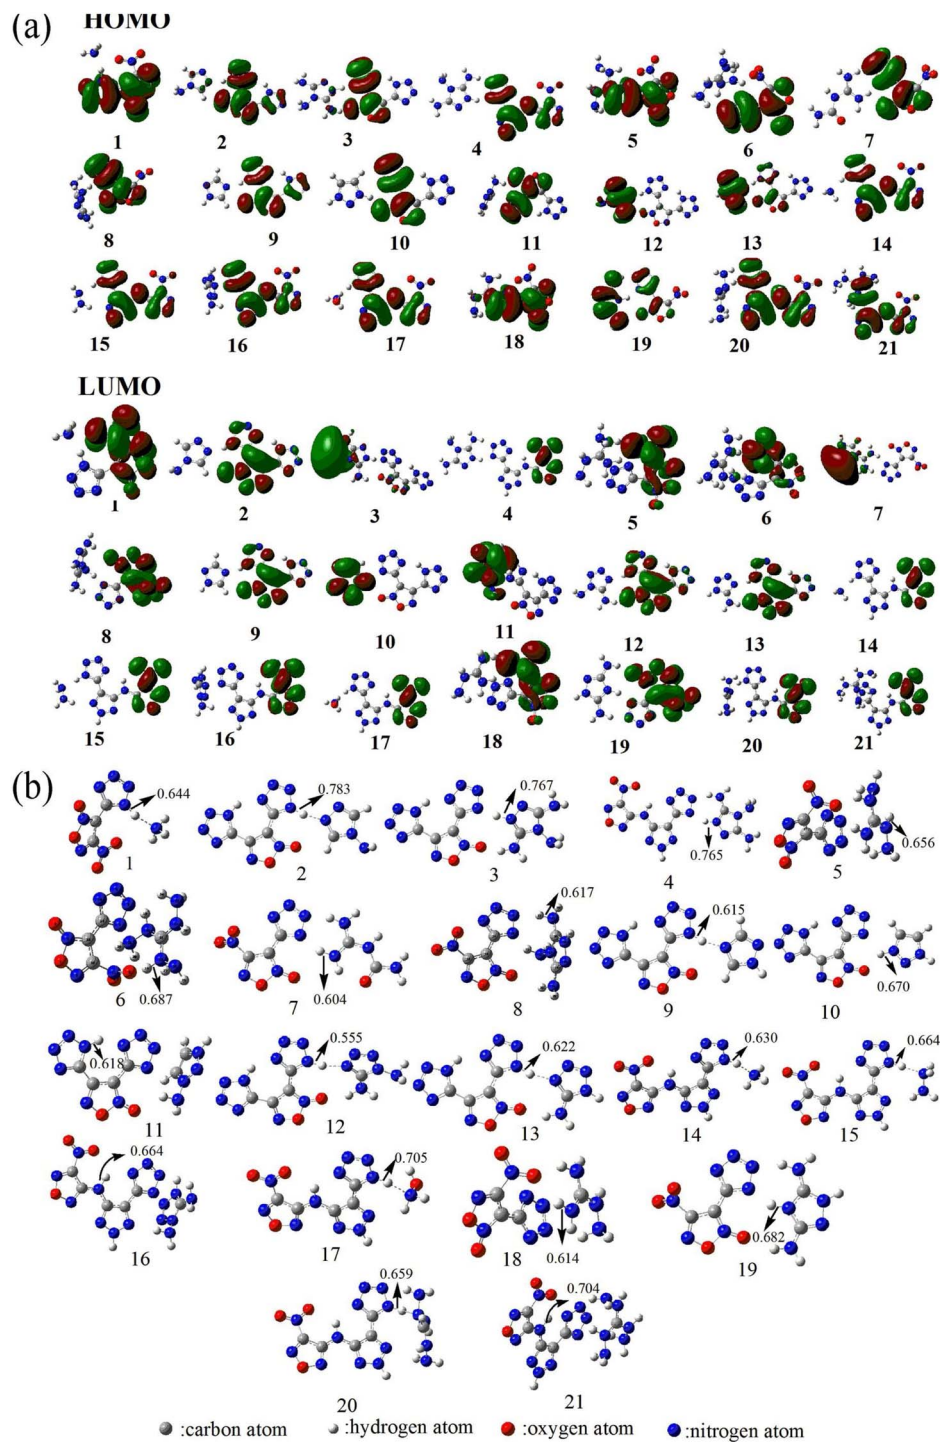 (a)
HOMO
1 2 3 4 5 6 7
8 9 10 11 12 13 14
15 16 17 18 19 20 21
LUMO
1 2 3 4 5 6 7
8 9 10 11 12 13 14
15 16 17 18 19 20 21
(b)
0.644 0.783 0.767 0.765 0.656
1 2 3 4 5
0.687 0.604 0.617 0.615 0.670
6 7 8 9 10
0.618 0.555 0.622 0.630 0.664
11 12 13 14 15
0.664 0.705 0.614 0.682
16 17 18 19
0.659 0.704
20 21
:carbon atom :hydrogen atom :oxygen atom :nitrogen atom